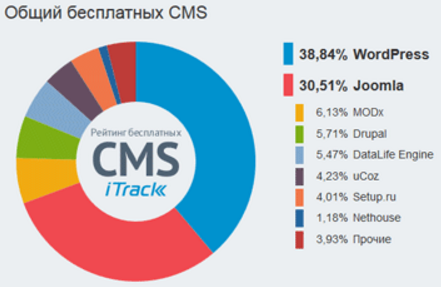 Общий бесплатных CMS
38,84% WordPress
30,51% Joomla
6,13% MODx
5,71% Drupal
5,47% DataLife Engine
4,23% uCoz
4,01% Setup.ru
1,18% Nethouse
3,93% Прочие
Рейтинг бесплатных
CMS
iTrack